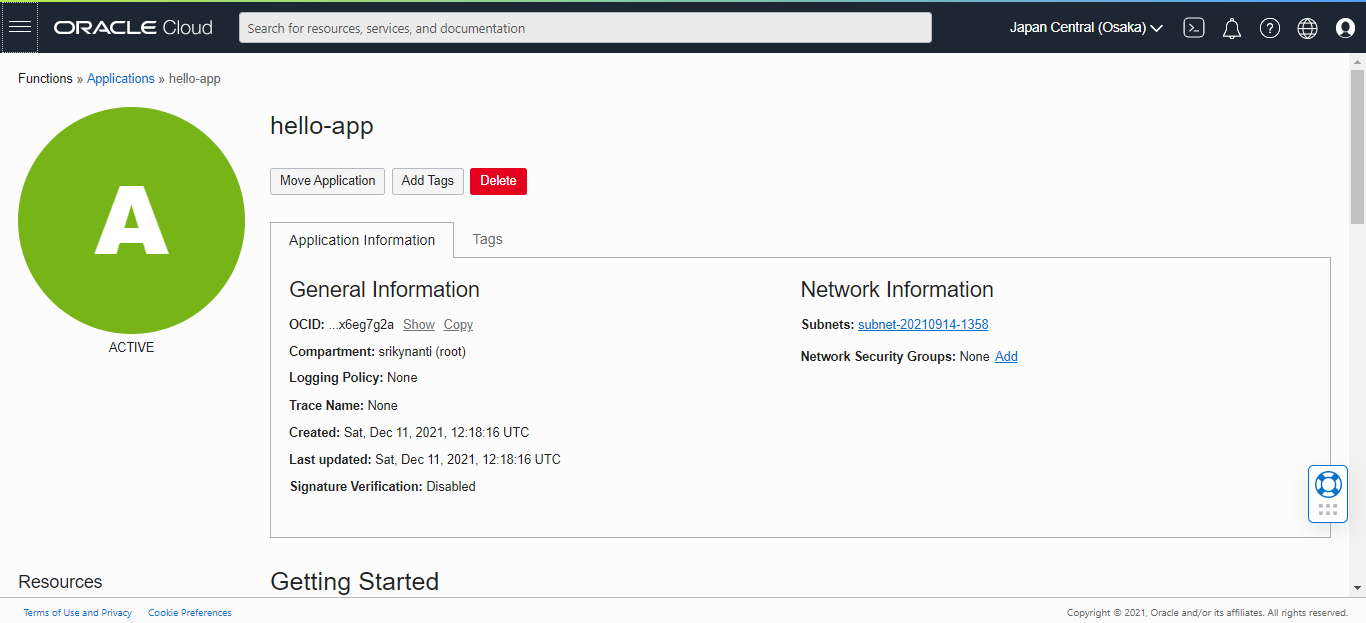 ORACLE Cloud
Search for resources, services, and documentation
Japan Central (Osaka)
Functions » Applications » hello-app
A
ACTIVE
hello-app
Move Application Add Tags Delete
Application Information Tags
General Information
OCID: ...x6eg7g2a Show Copy
Compartment: srikynanti (root)
Logging Policy: None
Trace Name: None
Created: Sat, Dec 11, 2021, 12:18:16 UTC
Last updated: Sat, Dec 11, 2021, 12:18:16 UTC
Signature Verification: Disabled
Network Information
Subnets: subnet-20210914-1358
Network Security Groups: None Add
Resources
Getting Started
Terms of Use and Privacy Cookie Preferences
Copyright © 2021, Oracle and/or its affiliates. All rights reserved.